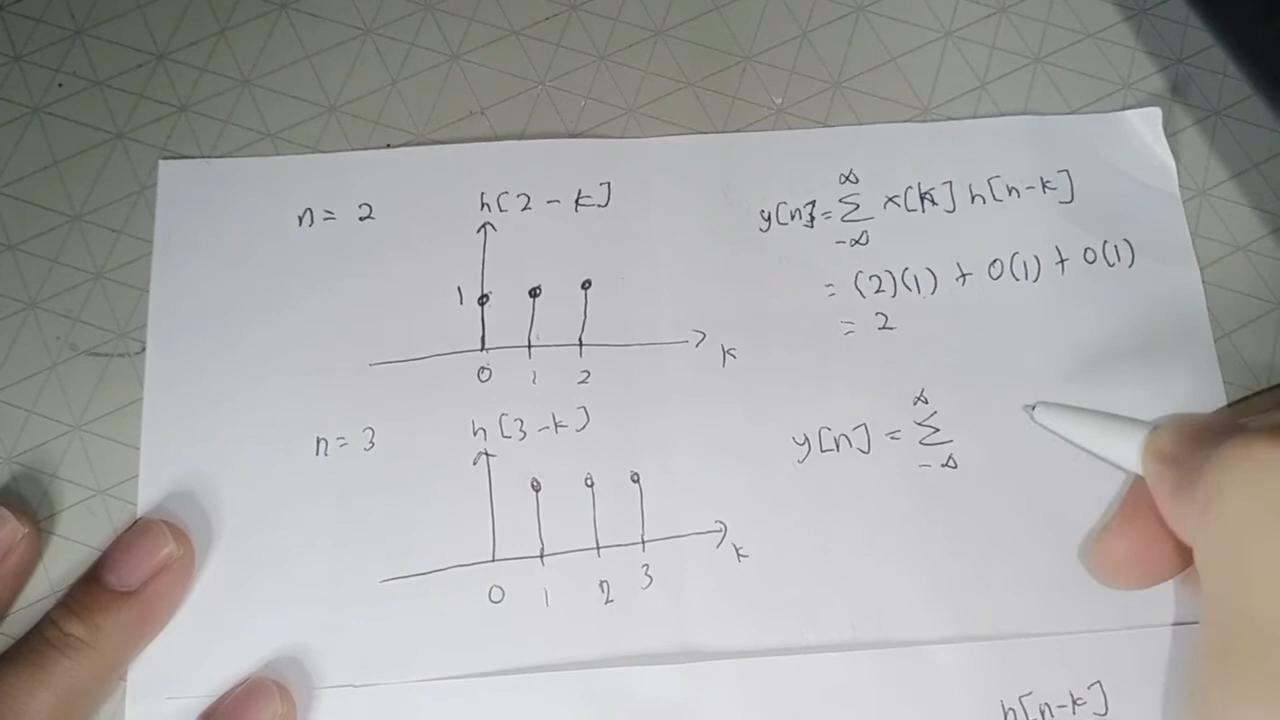 n = 2
h[2 - k]
1
0 1 2
k
y[n] = ∞ Σ -∞ x[k] h[n-k]
= (2)(1) + 0(1) + 0(1)
= 2
n = 3
h[3-k]
0 1 2 3
k
y[n] = ∞ Σ -∞
h[n-k]